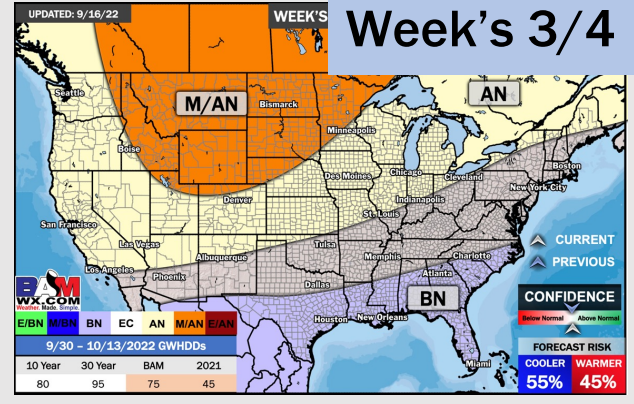 UPDATED: 9/16/22
WEEK'S
Week's 3/4
AN
M/AN
Seattle
Bismarck
Minneapolis
Boise
Boston
Des Moines
Chicago
Cleveland
New York City
Denver
Indianapolis
St. Louis
San Francisco
Las Vegas
Tulsa
CURRENT
Albuquerque
Memphis
Charlotte
PREVIOUS
Los Angeles
Phoenix
Atlanta
BAM
WX.COM
Weather. Made. Simple.
Dallas
BN
CONFIDENCE
Houston
New Orleans
Below Normal
Above Normal
E/BN M/BN BN EC AN M/AN E/AN
9/30 – 10/13/2022 GWHDDs
FORECAST RISK
10 Year 30 Year BAM 2021
COOLER WARMER
Miami
80 95 75 45
55% 45%